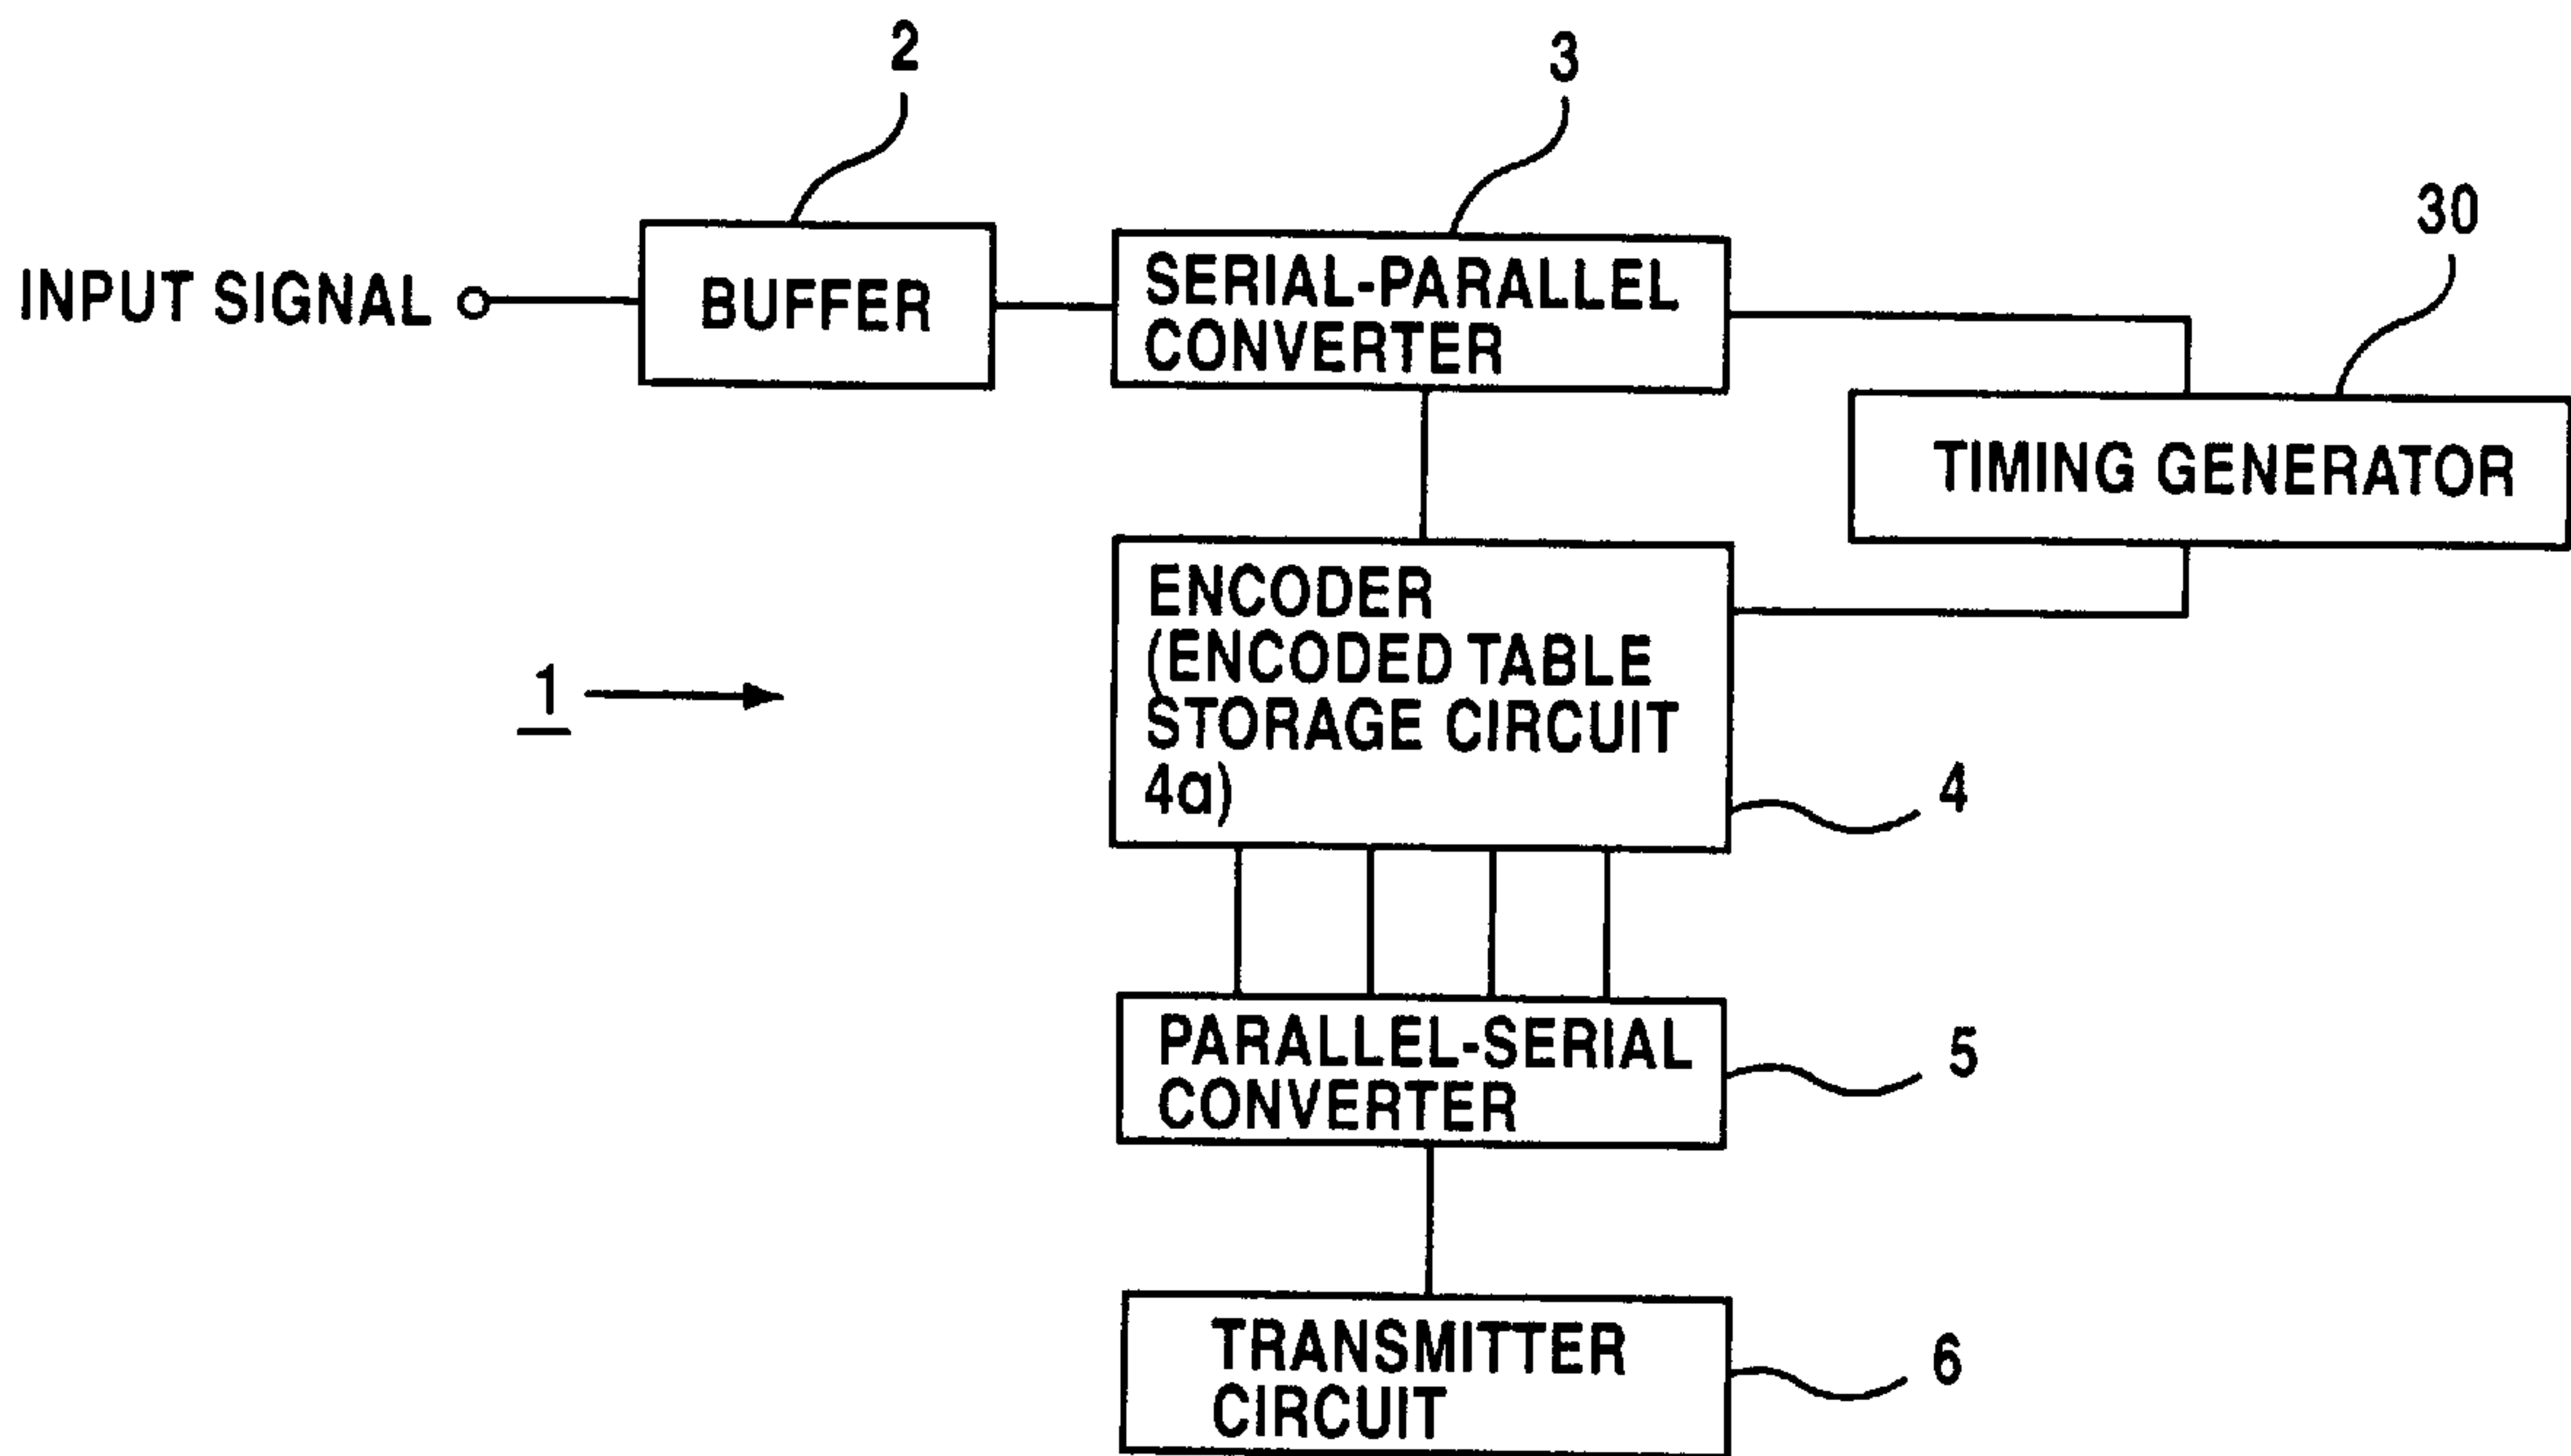 2
3
30
INPUT SIGNAL
BUFFER
SERIAL-PARALLEL
CONVERTER
TIMING GENERATOR
ENCODER
(ENCODED TABLE
STORAGE CIRCUIT
4a)
1
4
PARALLEL-SERIAL
CONVERTER
5
TRANSMITTER
CIRCUIT
6